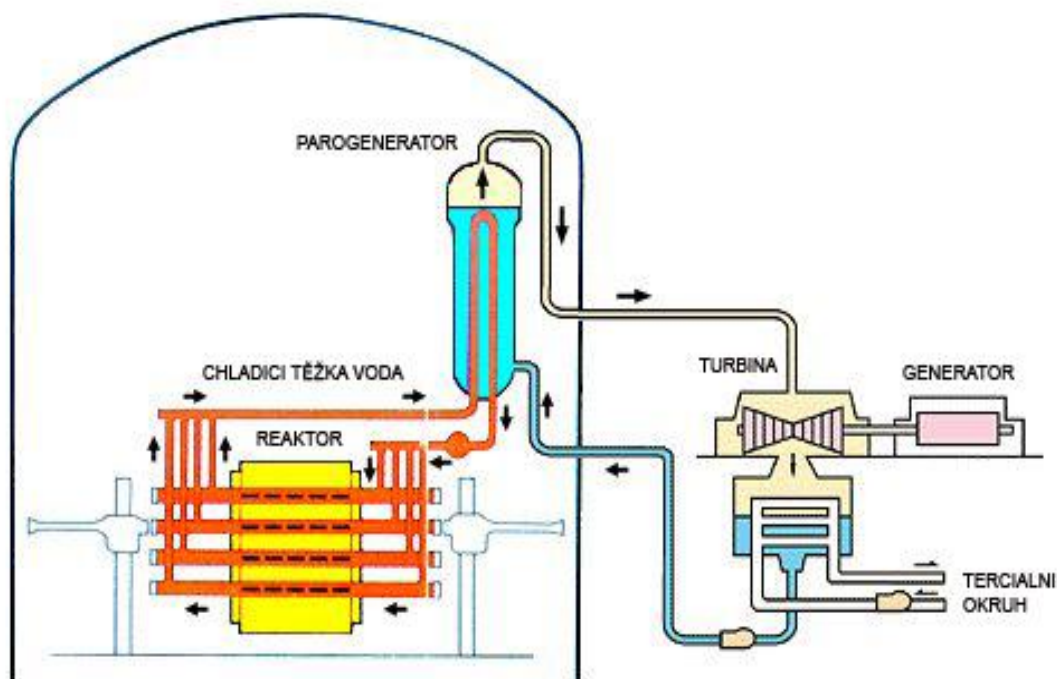 PAROGENERATOR
CHLADICI TĚŽKA VODA
TURBINA
GENERATOR
REAKTOR
TERCIALNI
OKRUH